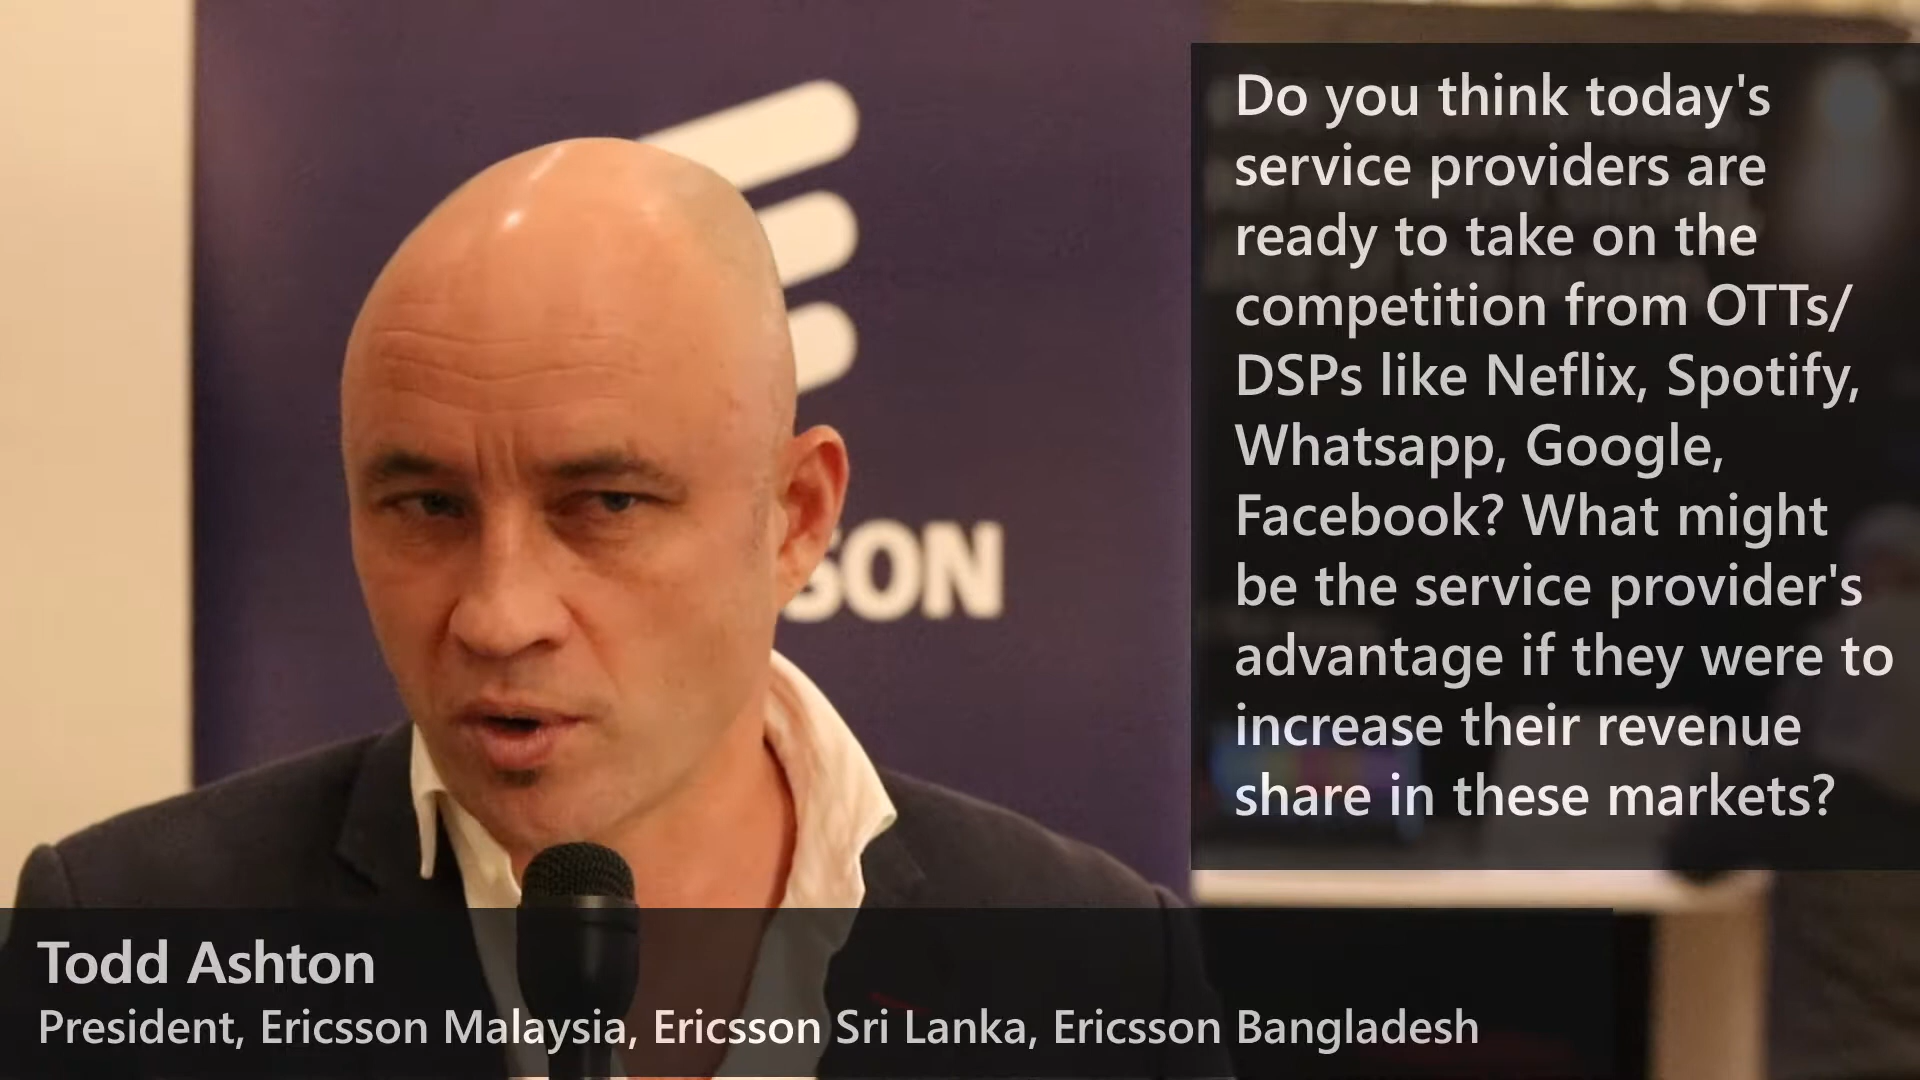 Do you think today's
service providers are
ready to take on the
competition from OTTs/
DSPs like Neflix, Spotify,
Whatsapp, Google,
Facebook? What might
be the service provider's
advantage if they were to
increase their revenue
share in these markets?
SON
Todd Ashton
President, Ericsson Malaysia, Ericsson Sri Lanka, Ericsson Bangladesh